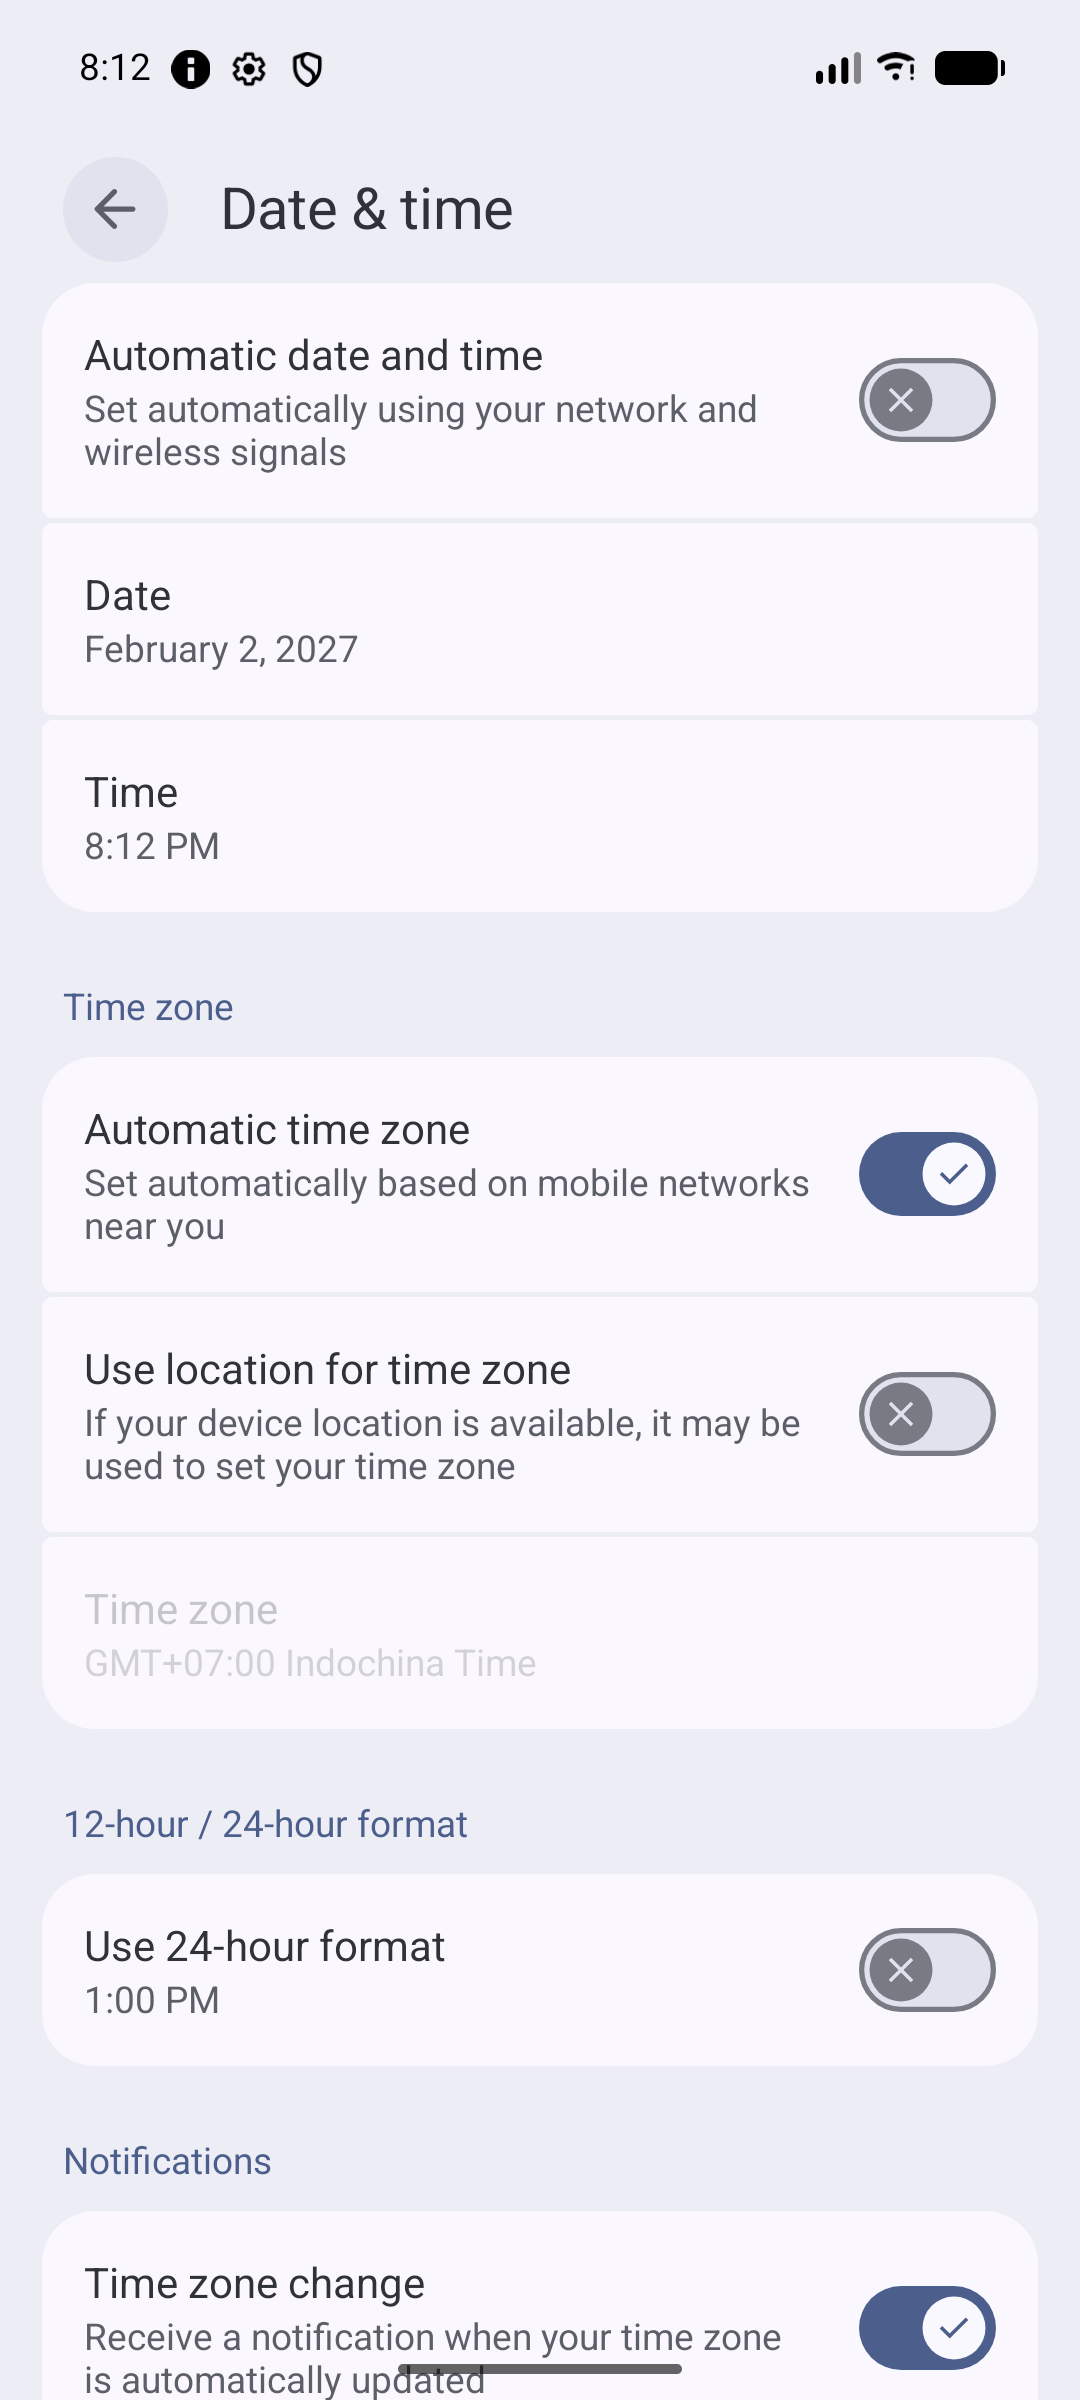 8:12
Date & time
Automatic date and time
Set automatically using your network and
wireless signals
Date
February 2, 2027
Time
8:12 PM
Time zone
Automatic time zone
Set automatically based on mobile networks
near you
Use location for time zone
If your device location is available, it may be
used to set your time zone
Time zone
GMT+07:00 Indochina Time
12-hour / 24-hour format
Use 24-hour format
1:00 PM
Notifications
Time zone change
Receive a notification when your time zone
is automatically updated